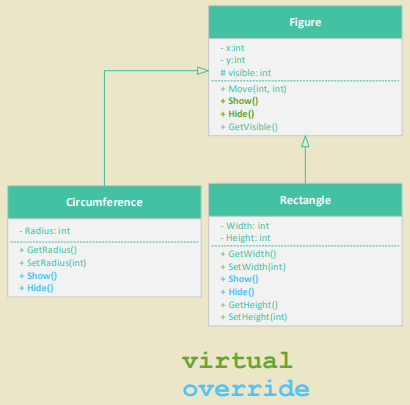 Figure
- x:int
- y:int
# visible: int
+ Move(int, int)
+ Show()
+ Hide()
+ GetVisible()
Circumference
- Radius: int
+ GetRadius()
+ SetRadius(int)
+ Show()
+ Hide()
Rectangle
- Width: int
- Height: int
+ GetWidth()
+ SetWidth(int)
+ Show()
+ Hide()
+ GetHeight()
+ SetHeight(int)
virtual
override